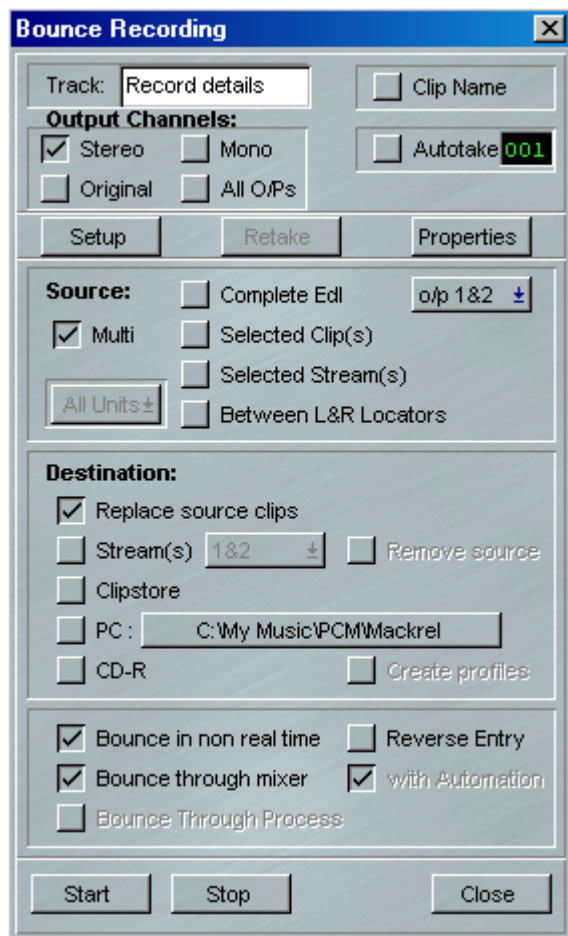 Bounce Recording
Track: Record details
Clip Name
Output Channels:
Stereo Mono
Autotake 001
Original All O/Ps
Setup Retake Properties
Source: Complete Edl o/p 1&2
Multi Selected Clip(s)
Selected Stream(s)
All Units
Between L&R Locators
Destination:
Replace source clips
Stream(s) 1&2 Remove source
Clipstore
PC : C:\My Music\PCM\Mackrel
CD-R Create profiles
Bounce in non real time Reverse Entry
Bounce through mixer with Automation
Bounce Through Process
Start Stop Close